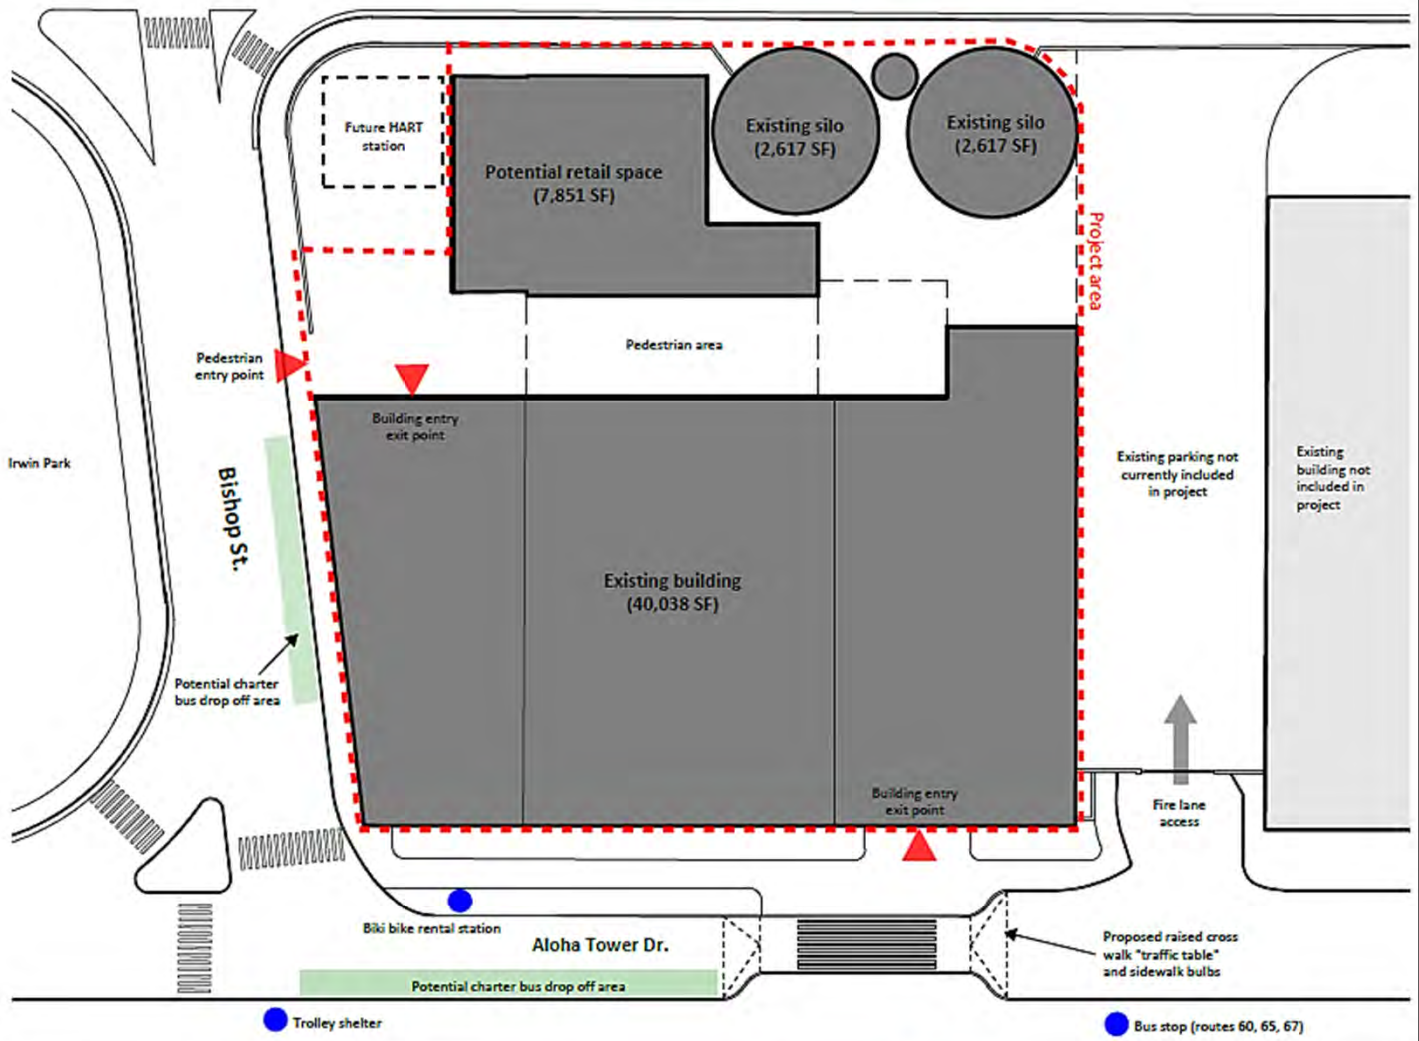 Future HART
station
Potential retail space
(7,851 SF)
Existing silo
(2,617 SF)
Existing silo
(2,617 SF)
Project area
Pedestrian
entry point
Pedestrian area
Building entry
exit point
Irwin Park
Bishop St.
Existing parking not
currently included
in project
Existing
building not
included in
project
Existing building
(40,038 SF)
Potential charter
bus drop off area
Building entry
exit point
Fire lane
access
Biki bike rental station
Aloha Tower Dr.
Proposed raised cross
walk "traffic table"
and sidewalk bulbs
Potential charter bus drop off area
Trolley shelter
Bus stop (routes 60, 65, 67)